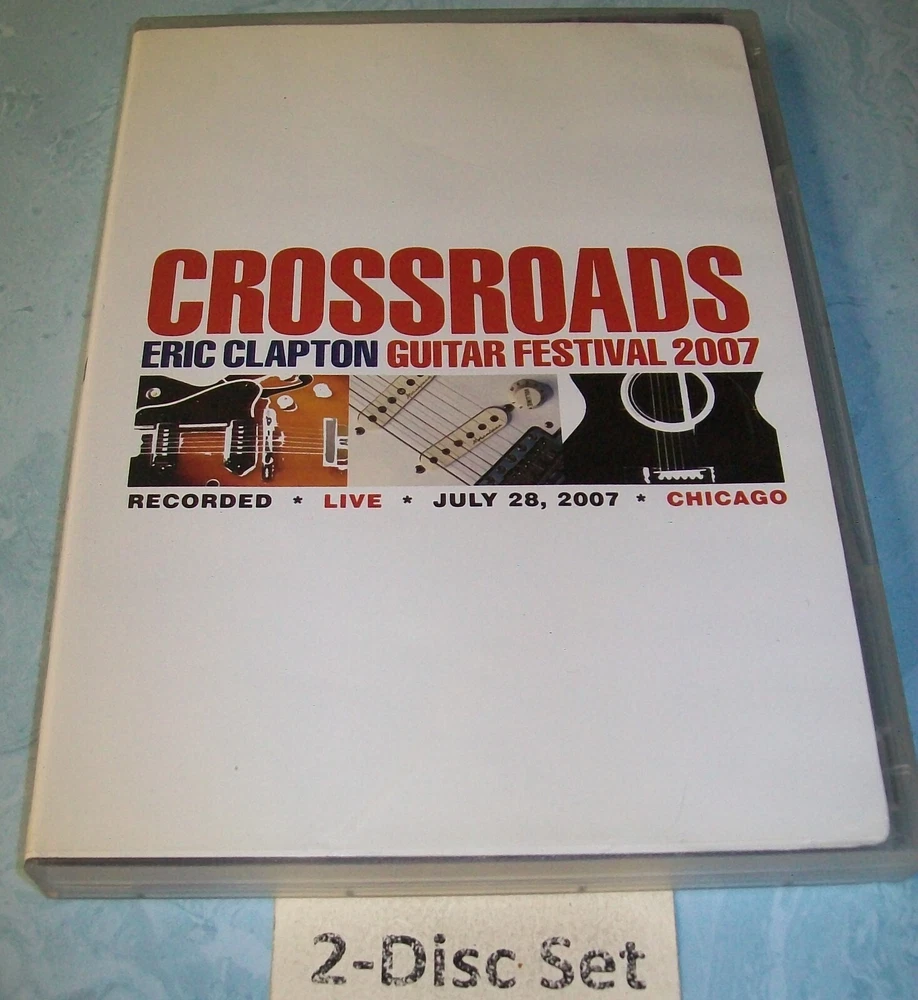 CROSSROADS
ERIC CLAPTON GUITAR FESTIVAL 2007
RECORDED * LIVE * JULY 28, 2007 * CHICAGO
2-Disc Set